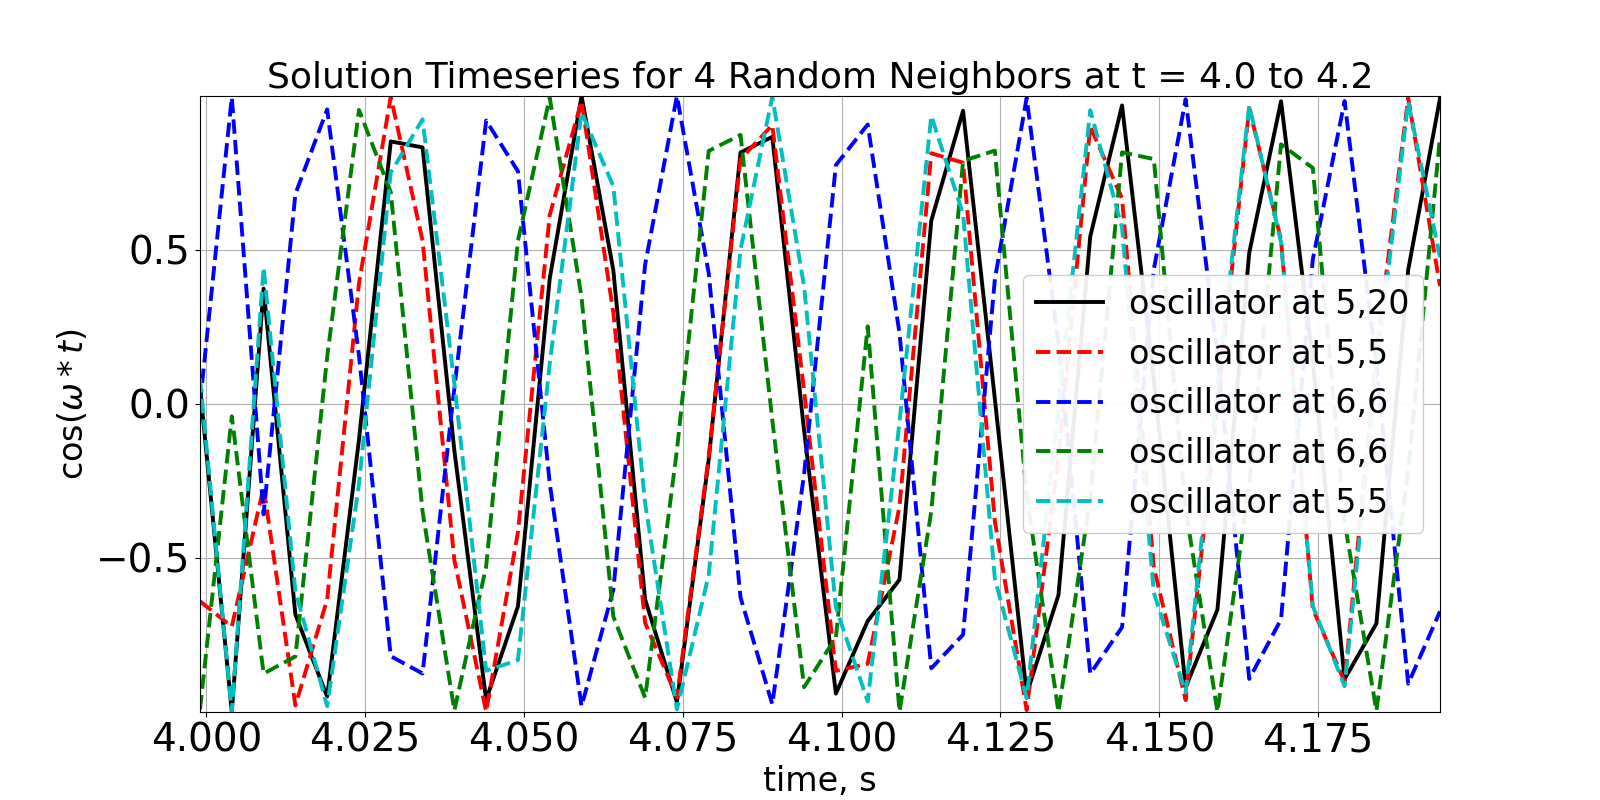 Solution Timeseries for 4 Random Neighbors at t = 4.0 to 4.2
cos(ω * t)
0.5
0.0
−0.5
oscillator at 5,20
oscillator at 5,5
oscillator at 6,6
oscillator at 6,6
oscillator at 5,5
4.000 4.025 4.050 4.075 4.100 4.125 4.150 4.175
time, s